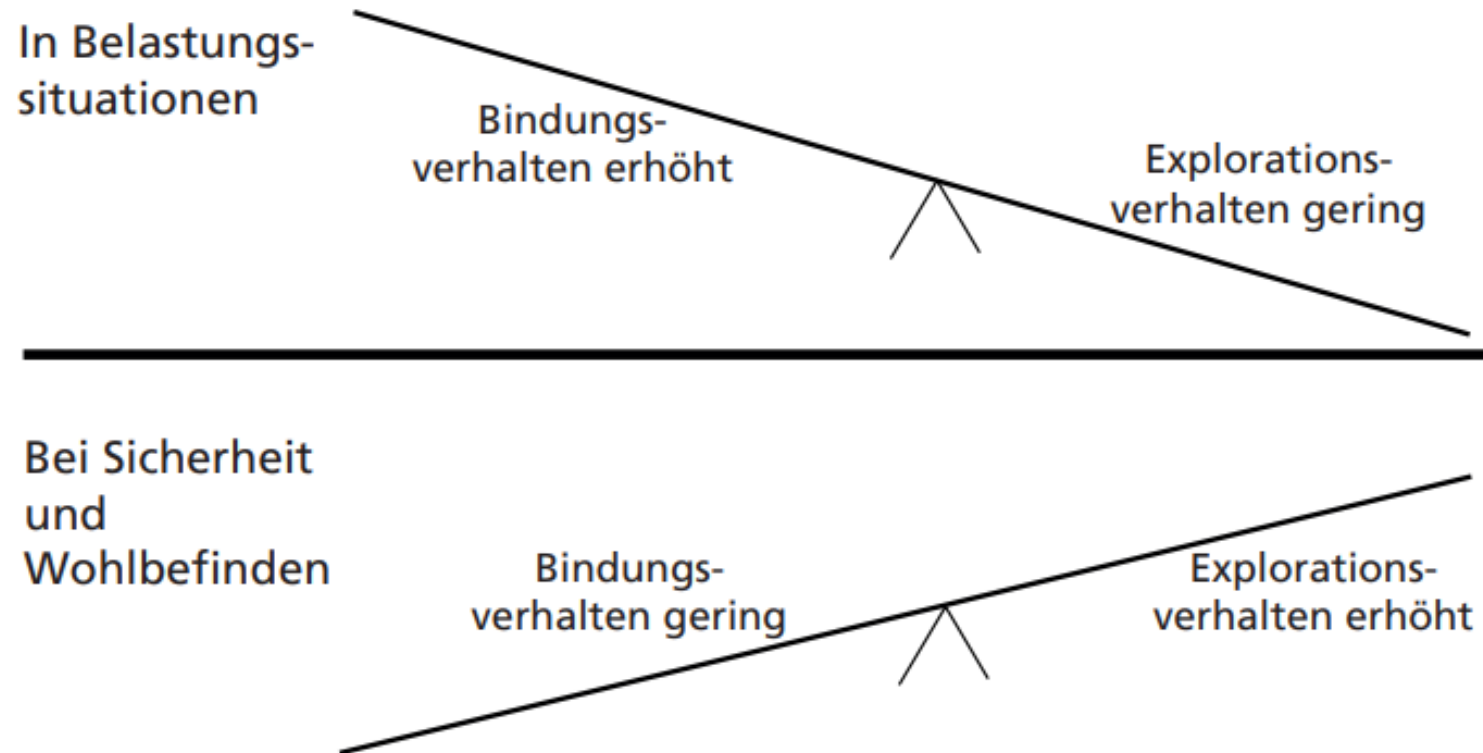 In Belastungs-
situationen
Bindungs-
verhalten erhöht
Explorations-
verhalten gering
Bei Sicherheit
und
Wohlbefinden
Bindungs-
verhalten gering
Explorations-
verhalten erhöht